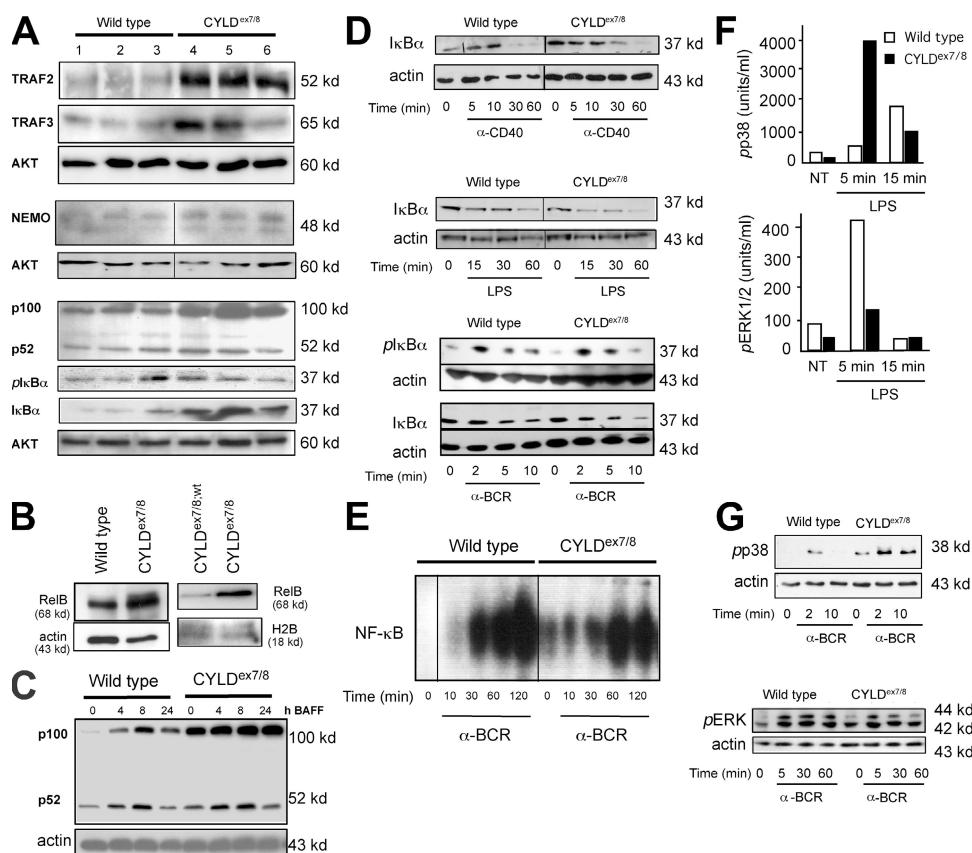 A
Wild type CYLDex7/8
1 2 3 4 5 6
TRAF2 52 kd
TRAF3 65 kd
AKT 60 kd
NEMO 48 kd
AKT 60 kd
p100 100 kd
p52 52 kd
pIκBα 37 kd
IκBα 37 kd
AKT 60 kd
B
Wild type
CYLDex7/8
CYLDex7/8;wt
CYLDex7/8
RelB
(68 kd)
actin
(43 kd)
RelB
(68 kd)
H2B
(18 kd)
C
Wild type CYLDex7/8
0 4 8 24 0 4 8 24 h BAFF
p100 100 kd
p52 52 kd
actin 43 kd
D
Wild type CYLDex7/8
IκBα 37 kd
actin 43 kd
Time (min) 0 5 10 30 60 0 5 10 30 60
α-CD40 α-CD40
Wild type CYLDex7/8
IκBα 37 kd
actin 43 kd
Time (min) 0 15 30 60 0 15 30 60
LPS LPS
Wild type CYLDex7/8
pIκBα 37 kd
actin 43 kd
IκBα 37 kd
actin 43 kd
Time (min) 0 2 5 10 0 2 5 10
α-BCR α-BCR
E
Wild type CYLDex7/8
NF-κB
Time (min) 0 10 30 60 120 0 10 30 60 120
α-BCR α-BCR
F
Wild type
CYLDex7/8
pp38 (units/ml)
4000
3000
2000
1000
0
NT 5 min 15 min
LPS
pERK1/2 (units/ml)
400
300
200
100
0
NT 5 min 15 min
LPS
G
Wild type CYLDex7/8
pp38 38 kd
actin 43 kd
Time (min) 0 2 10 0 2 10
α-BCR α-BCR
Wild type CYLDex7/8
pERK 44 kd
42 kd
actin 43 kd
Time (min) 0 5 30 60 0 5 30 60
α-BCR α-BCR